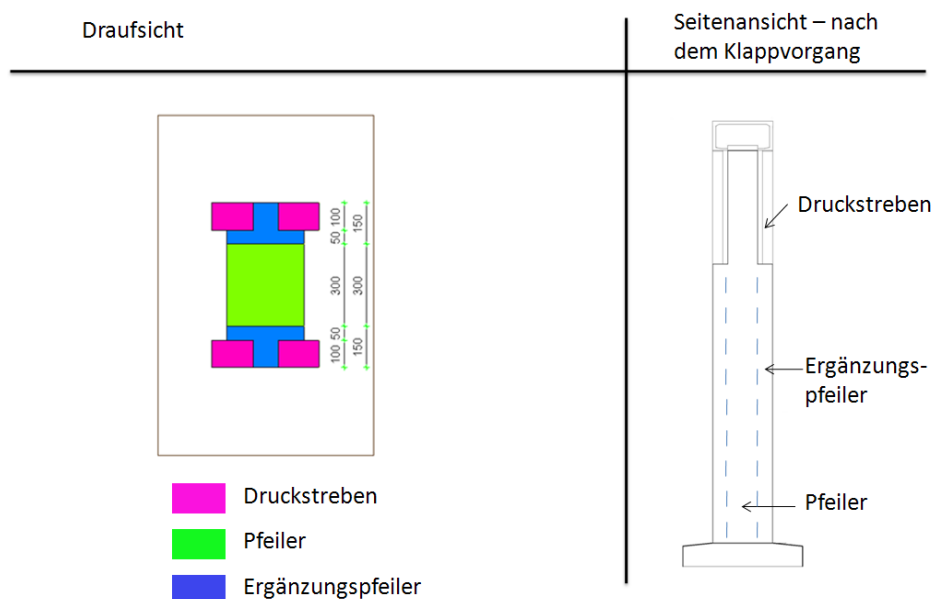 Draufsicht
Seitenansicht – nach
dem Klappvorgang
100
150
50
300
300
50
100
150
Druckstreben
Ergänzungs-
pfeiler
Pfeiler
Druckstreben
Pfeiler
Ergänzungspfeiler